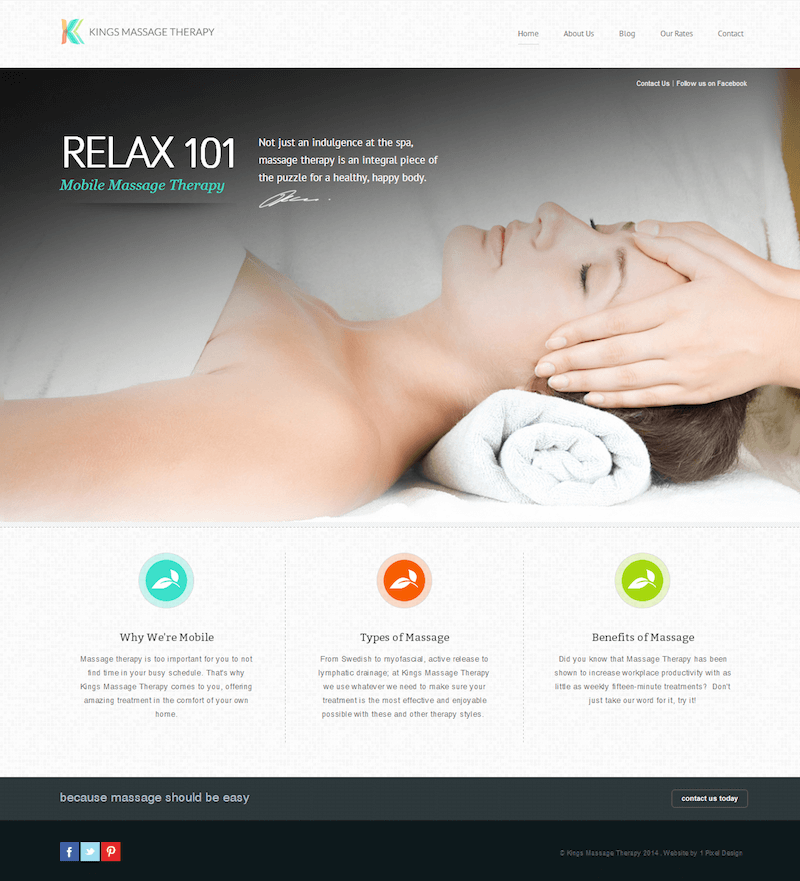 KINGS MASSAGE THERAPY
Home About Us Blog Our Rates Contact
Contact Us | Follow us on Facebook
RELAX 101
Mobile Massage Therapy
Not just an indulgence at the spa,
massage therapy is an integral piece of
the puzzle for a healthy, happy body.
Why We're Mobile
Massage therapy is too important for you to not
find time in your busy schedule. That's why
Kings Massage Therapy comes to you, offering
amazing treatment in the comfort of your own
home.
Types of Massage
From Swedish to myofascial, active release to
lymphatic drainage; at Kings Massage Therapy
we use whatever we need to make sure your
treatment is the most effective and enjoyable
possible with these and other therapy styles.
Benefits of Massage
Did you know that Massage Therapy has been
shown to increase workplace productivity with as
little as weekly fifteen-minute treatments? Don't
just take our word for it, try it!
because massage should be easy
contact us today
© Kings Massage Therapy 2014 . Website by 1 Pixel Design